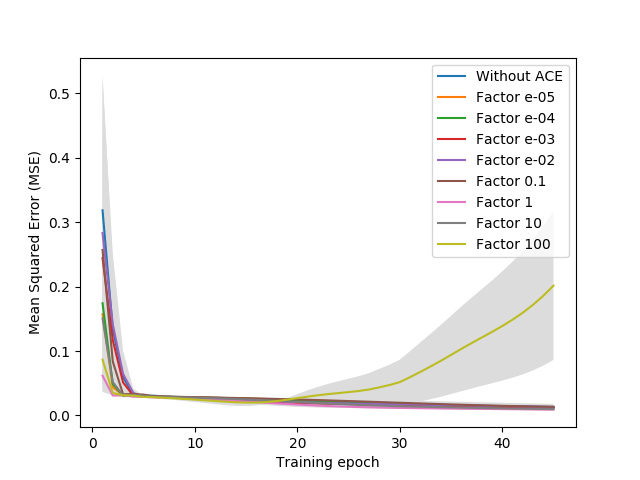 Without ACE
Factor e-05
Factor e-04
Factor e-03
Factor e-02
Factor 0.1
Factor 1
Factor 10
Factor 100
Mean Squared Error (MSE)
0.5
0.4
0.3
0.2
0.1
0.0
0 10 20 30 40
Training epoch